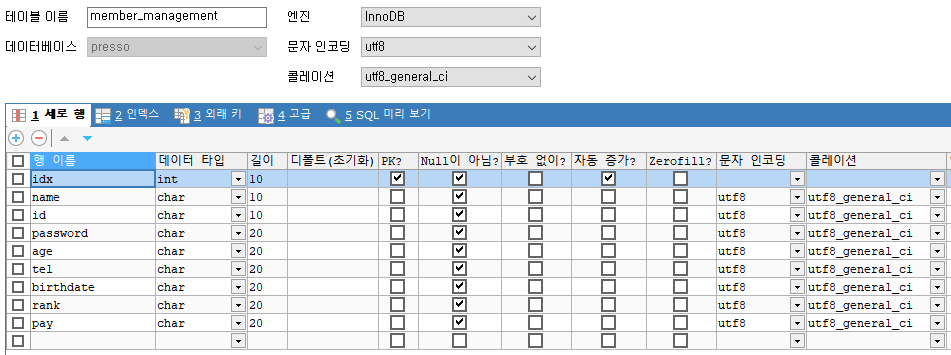 테이블 이름 member_management 엔진 InnoDB
데이터베이스 presso 문자 인코딩 utf8
콜레이션 utf8_general_ci
1 세로 행 2 인덱스 3 외래 키 4 고급 5 SQL 미리 보기
행 이름 데이터 타입 길이 디폴트(초기화) PK? Null이 아님? 부호 없이? 자동 증가? Zerofill? 문자 인코딩 콜레이션
idx int 10
name char 10 utf8 utf8_general_ci
id char 10 utf8 utf8_general_ci
password char 20 utf8 utf8_general_ci
age char 20 utf8 utf8_general_ci
tel char 20 utf8 utf8_general_ci
birthdate char 20 utf8 utf8_general_ci
rank char 20 utf8 utf8_general_ci
pay char 20 utf8 utf8_general_ci